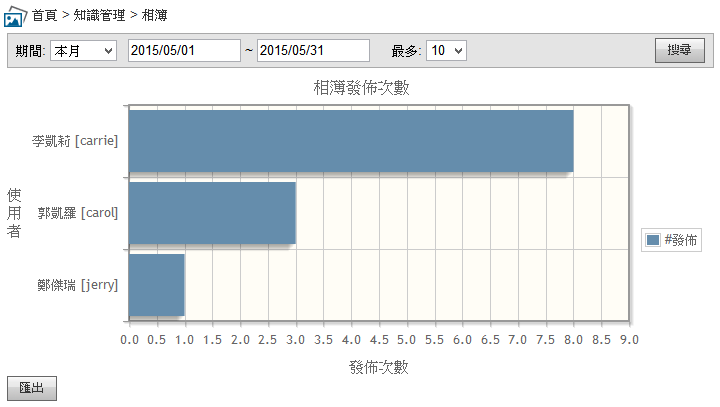 首頁 > 知識管理 > 相簿
期間: 本月 2015/05/01 ~ 2015/05/31 最多: 10 搜尋
相簿發佈次數
李凱莉 [carrie]
郭凱羅 [carol]
鄭傑瑞 [jerry]
使用者
#發佈
0.0 0.5 1.0 1.5 2.0 2.5 3.0 3.5 4.0 4.5 5.0 5.5 6.0 6.5 7.0 7.5 8.0 8.5 9.0
發佈次數
匯出